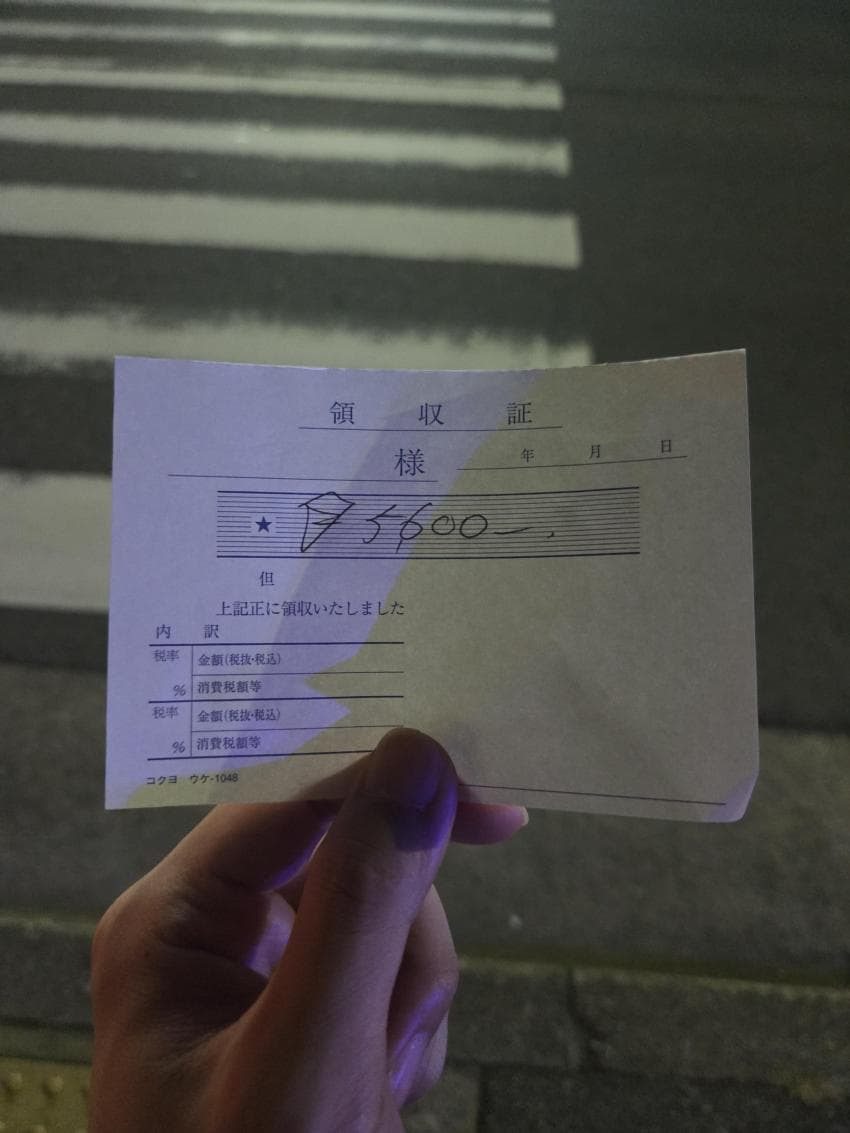 領収証
様 年 月 日
★ ¥5600-.
但
上記正に領収いたしました
内訳
税率 金額(税抜・税込)
% 消費税額等
税率 金額(税抜・税込)
% 消費税額等
コクヨ ウケ-1048